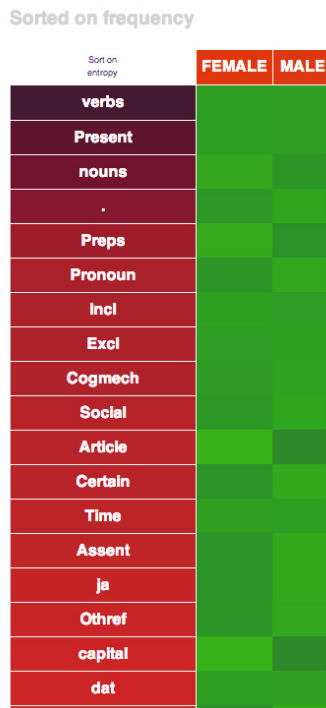 Sorted on frequency
Sort on
entropy
FEMALE MALE
verbs
Present
nouns
.
Preps
Pronoun
Incl
Excl
Cogmech
Social
Article
Certain
Time
Assent
ja
Othref
capital
dat